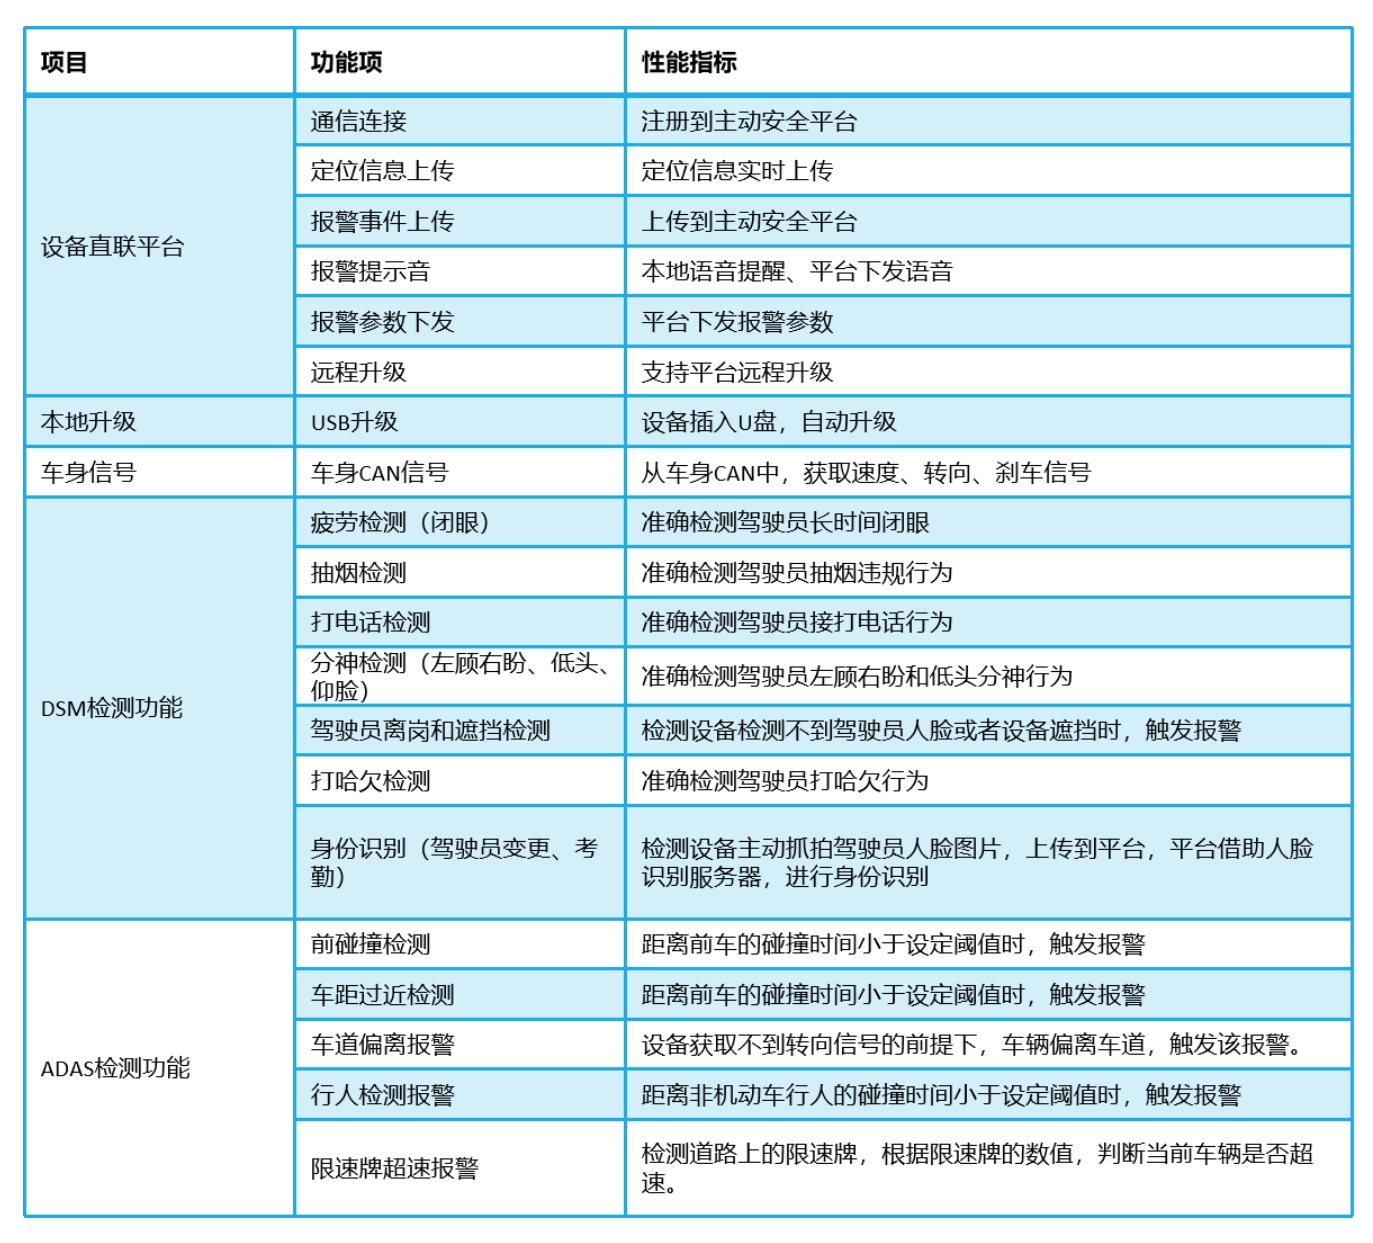 项目 功能项 性能指标
设备直联平台
通信连接 注册到主动安全平台
定位信息上传 定位信息实时上传
报警事件上传 上传到主动安全平台
报警提示音 本地语音提醒、平台下发语音
报警参数下发 平台下发报警参数
远程升级 支持平台远程升级
本地升级 USB升级 设备插入U盘，自动升级
车身信号 车身CAN信号 从车身CAN中，获取速度、转向、刹车信号
DSM检测功能
疲劳检测（闭眼） 准确检测驾驶员长时间闭眼
抽烟检测 准确检测驾驶员抽烟违规行为
打电话检测 准确检测驾驶员接打电话行为
分神检测（左顾右盼、低头、
仰脸）
准确检测驾驶员左顾右盼和低头分神行为
驾驶员离岗和遮挡检测 检测设备检测不到驾驶员人脸或者设备遮挡时，触发报警
打哈欠检测 准确检测驾驶员打哈欠行为
身份识别（驾驶员变更、考
勤）
检测设备主动抓拍驾驶员人脸图片，上传到平台，平台借助人脸
识别服务器，进行身份识别
ADAS检测功能
前碰撞检测 距离前车的碰撞时间小于设定阈值时，触发报警
车距过近检测 距离前车的碰撞时间小于设定阈值时，触发报警
车道偏离报警 设备获取不到转向信号的前提下，车辆偏离车道，触发该报警。
行人检测报警 距离非机动车行人的碰撞时间小于设定阈值时，触发报警
限速牌超速报警
检测道路上的限速牌，根据限速牌的数值，判断当前车辆是否超
速。